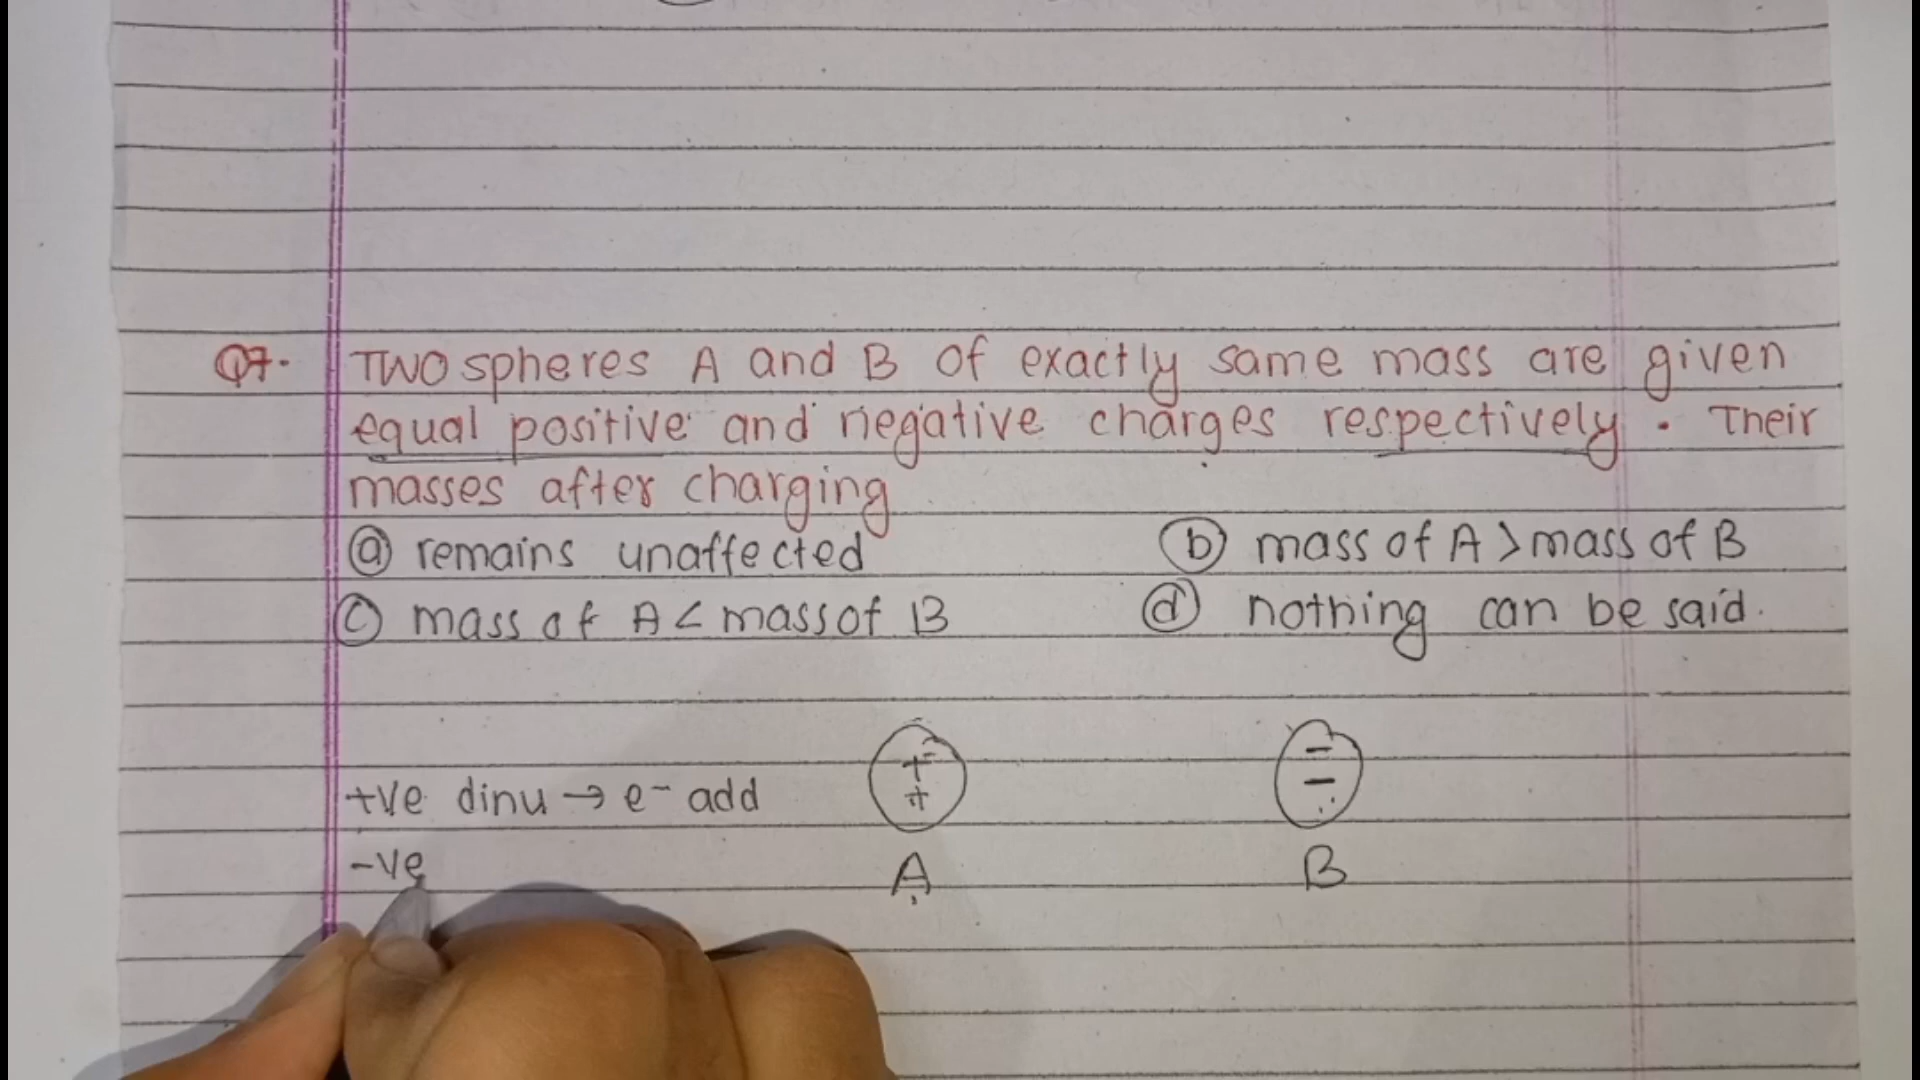 Q7. Two spheres A and B of exactly same mass are given
equal positive and negative charges respectively. Their
masses after charging
(a) remains unaffected
(b) mass of A > mass of B
(c) mass of A < mass of B
(d) nothing can be said.
+ve dinu → e⁻ add
-ve
A
B